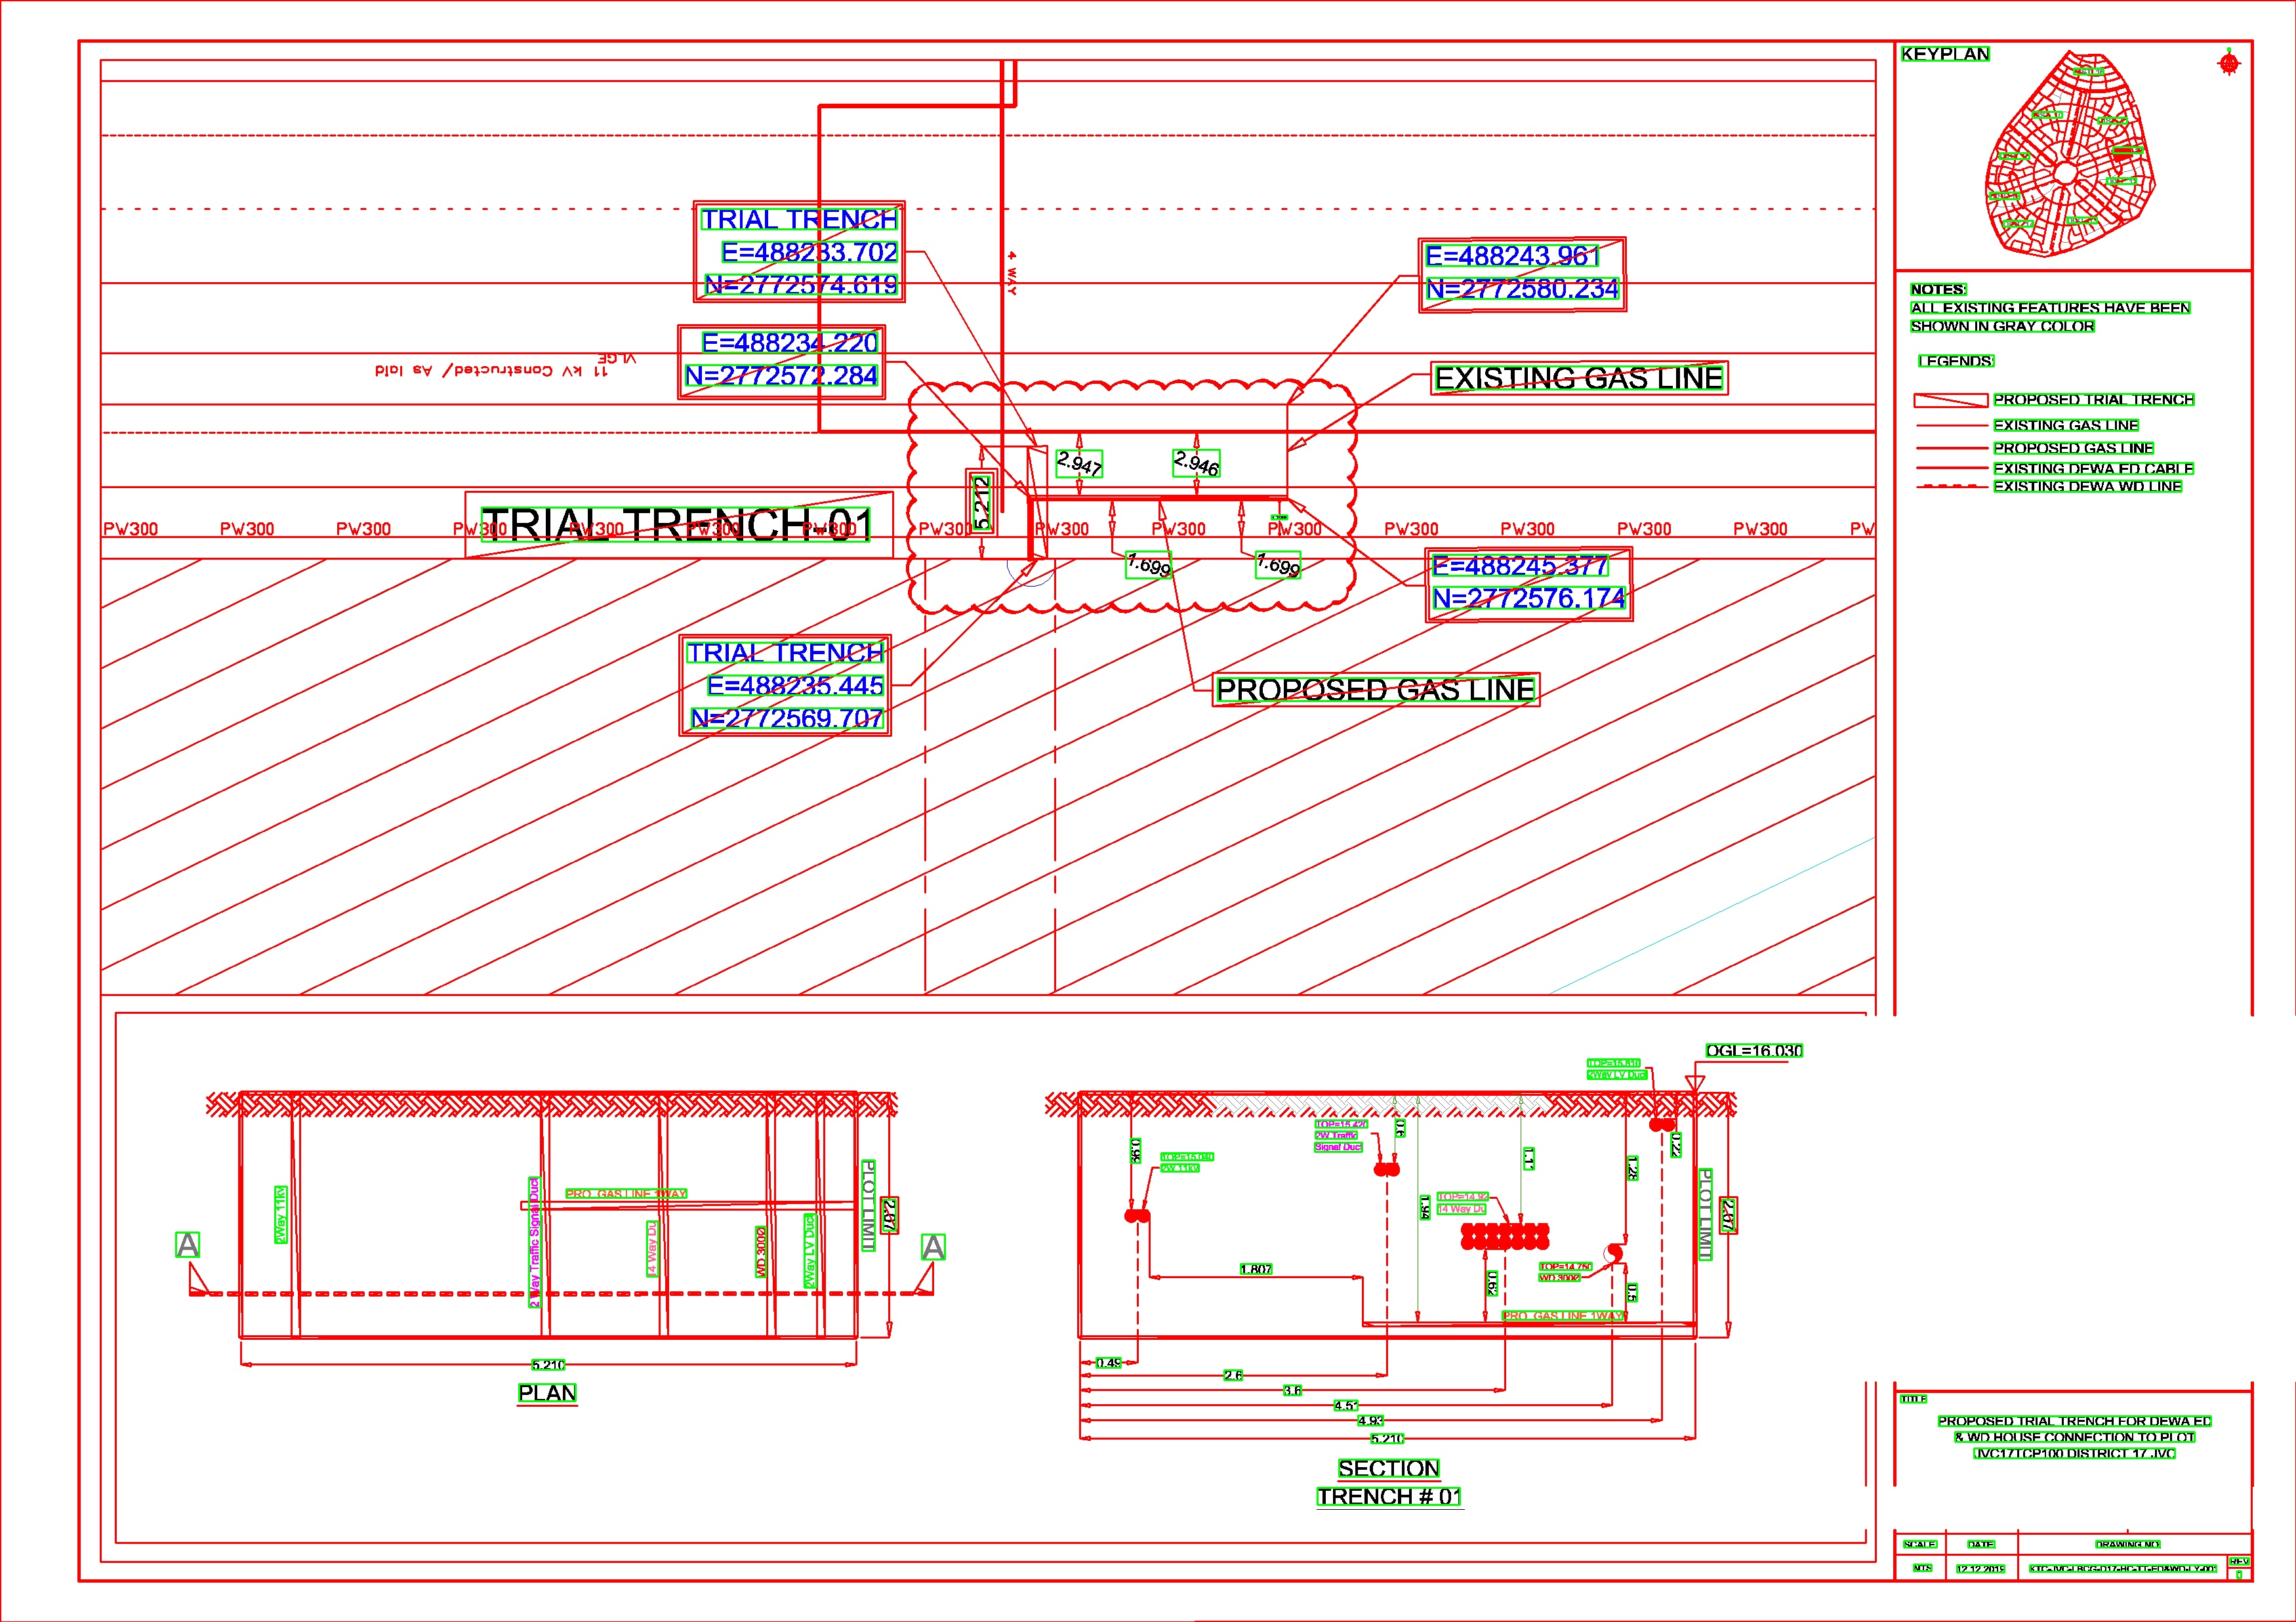 KEYPLAN
TRIAL TRENCH
E=488233.702
N=2772574.619
4 WAY
E=488243.961
N=2772580.234
NOTES:
ALL EXISTING FEATURES HAVE BEEN
SHOWN IN GRAY COLOR
LEGENDS:
PROPOSED TRIAL TRENCH
EXISTING GAS LINE
PROPOSED GAS LINE
EXISTING DEWA ED CABLE
EXISTING DEWA WD LINE
E=488234.220
N=2772572.284
11 kV Constructed/ As laid
VLGE
EXISTING GAS LINE
2.947
2.946
5.212
TRIAL TRENCH-01
PW300 PW300 PW300 PW300 PW300 PW300 PW300 PW300 PW300 PW300 PW300 PW300 PW300 PW300 PW300 PW
1.699
1.699
E=488245.377
N=2772576.174
TRIAL TRENCH
E=488235.445
N=2772569.707
PROPOSED GAS LINE
OGL=16.030
TOP=15.810
2Way LV Duct
TOP=15.420
2W Traffic
Signal Duct
0.6
0.99
TOP=15.040
2W 11kv
1.1
1.28
0.22
PLOT LIMIT
2.07
1.94
TOP=14.92
14 Way Du
TOP=14.750
WD 300Ø
1.807
0.62
0.5
PRO. GAS LINE 1WAY
0.49
2.6
3.6
4.51
4.93
5.210
SECTION
TRENCH # 01
2Way 11kv
2 Way Traffic Signal Duct
PRO. GAS LINE 1WAY
14 Way Du
WD 300Ø
2Way LV Duct
PLOT LIMIT
2.07
A
A
5.210
PLAN
TITLE
PROPOSED TRIAL TRENCH FOR DEWA ED
& WD HOUSE CONNECTION TO PLOT
JVC17TCP100 DISTRICT 17 JVC
SCALE
DATE
DRAWING NO
NTS
12.12.2019
REV